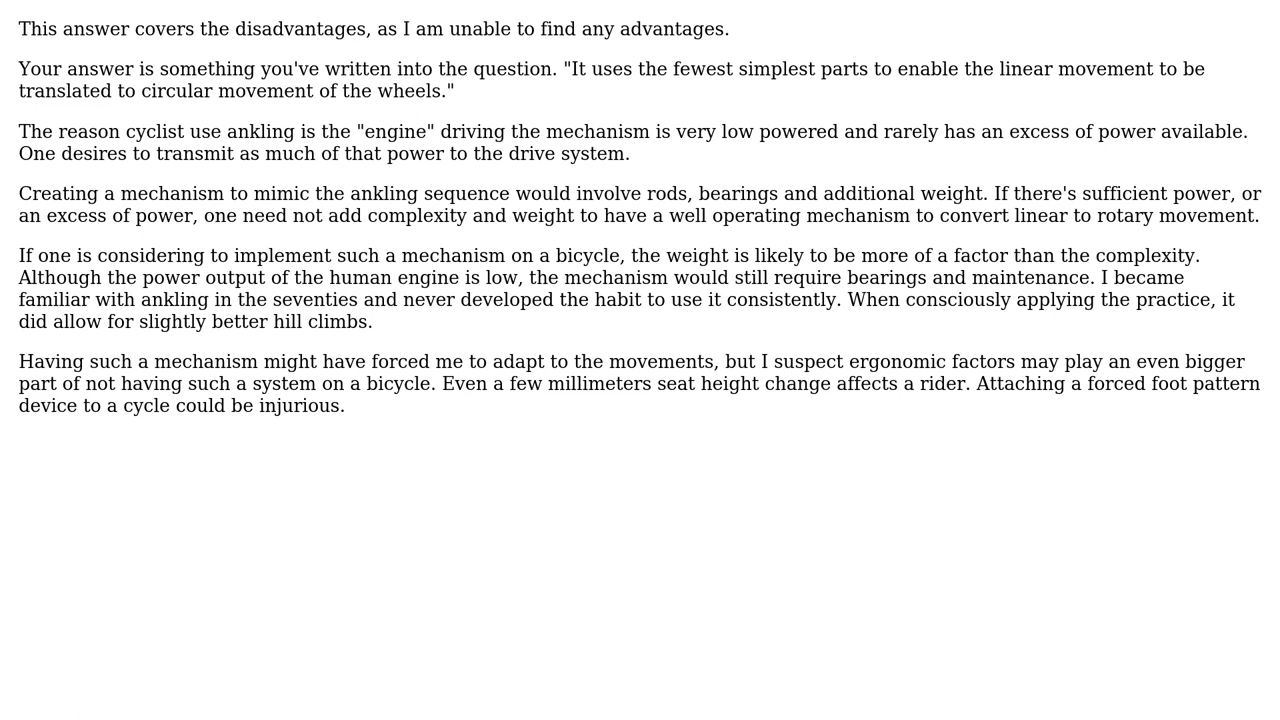 This answer covers the disadvantages, as I am unable to find any advantages.
Your answer is something you've written into the question. "It uses the fewest simplest parts to enable the linear movement to be
translated to circular movement of the wheels."
The reason cyclist use ankling is the "engine" driving the mechanism is very low powered and rarely has an excess of power available.
One desires to transmit as much of that power to the drive system.
Creating a mechanism to mimic the ankling sequence would involve rods, bearings and additional weight. If there's sufficient power, or
an excess of power, one need not add complexity and weight to have a well operating mechanism to convert linear to rotary movement.
If one is considering to implement such a mechanism on a bicycle, the weight is likely to be more of a factor than the complexity.
Although the power output of the human engine is low, the mechanism would still require bearings and maintenance. I became
familiar with ankling in the seventies and never developed the habit to use it consistently. When consciously applying the practice, it
did allow for slightly better hill climbs.
Having such a mechanism might have forced me to adapt to the movements, but I suspect ergonomic factors may play an even bigger
part of not having such a system on a bicycle. Even a few millimeters seat height change affects a rider. Attaching a forced foot pattern
device to a cycle could be injurious.